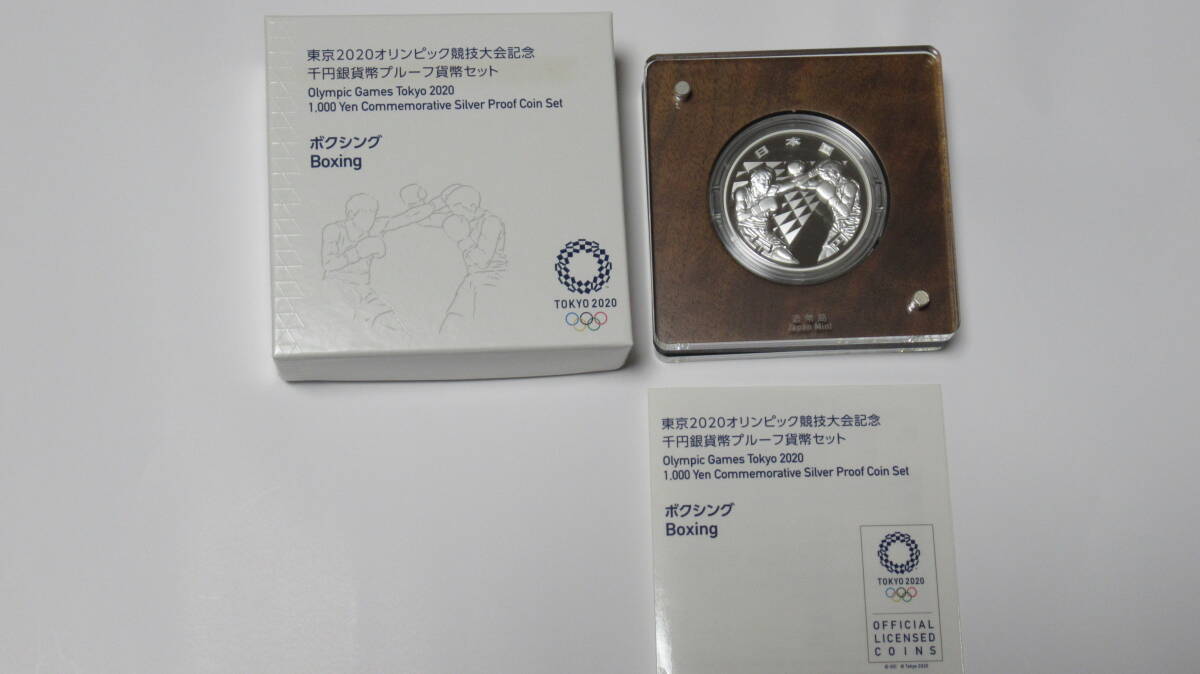 東京2020オリンピック競技大会記念
千円銀貨幣プルーフ貨幣セット
Olympic Games Tokyo 2020
1,000 Yen Commemorative Silver Proof Coin Set
ボクシング
Boxing
TOKYO 2020
日本国
造幣局
Japan Mint
東京2020オリンピック競技大会記念
千円銀貨幣プルーフ貨幣セット
Olympic Games Tokyo 2020
1,000 Yen Commemorative Silver Proof Coin Set
ボクシング
Boxing
TOKYO 2020
OFFICIAL
LICENSED
COINS
© Tokyo 2020